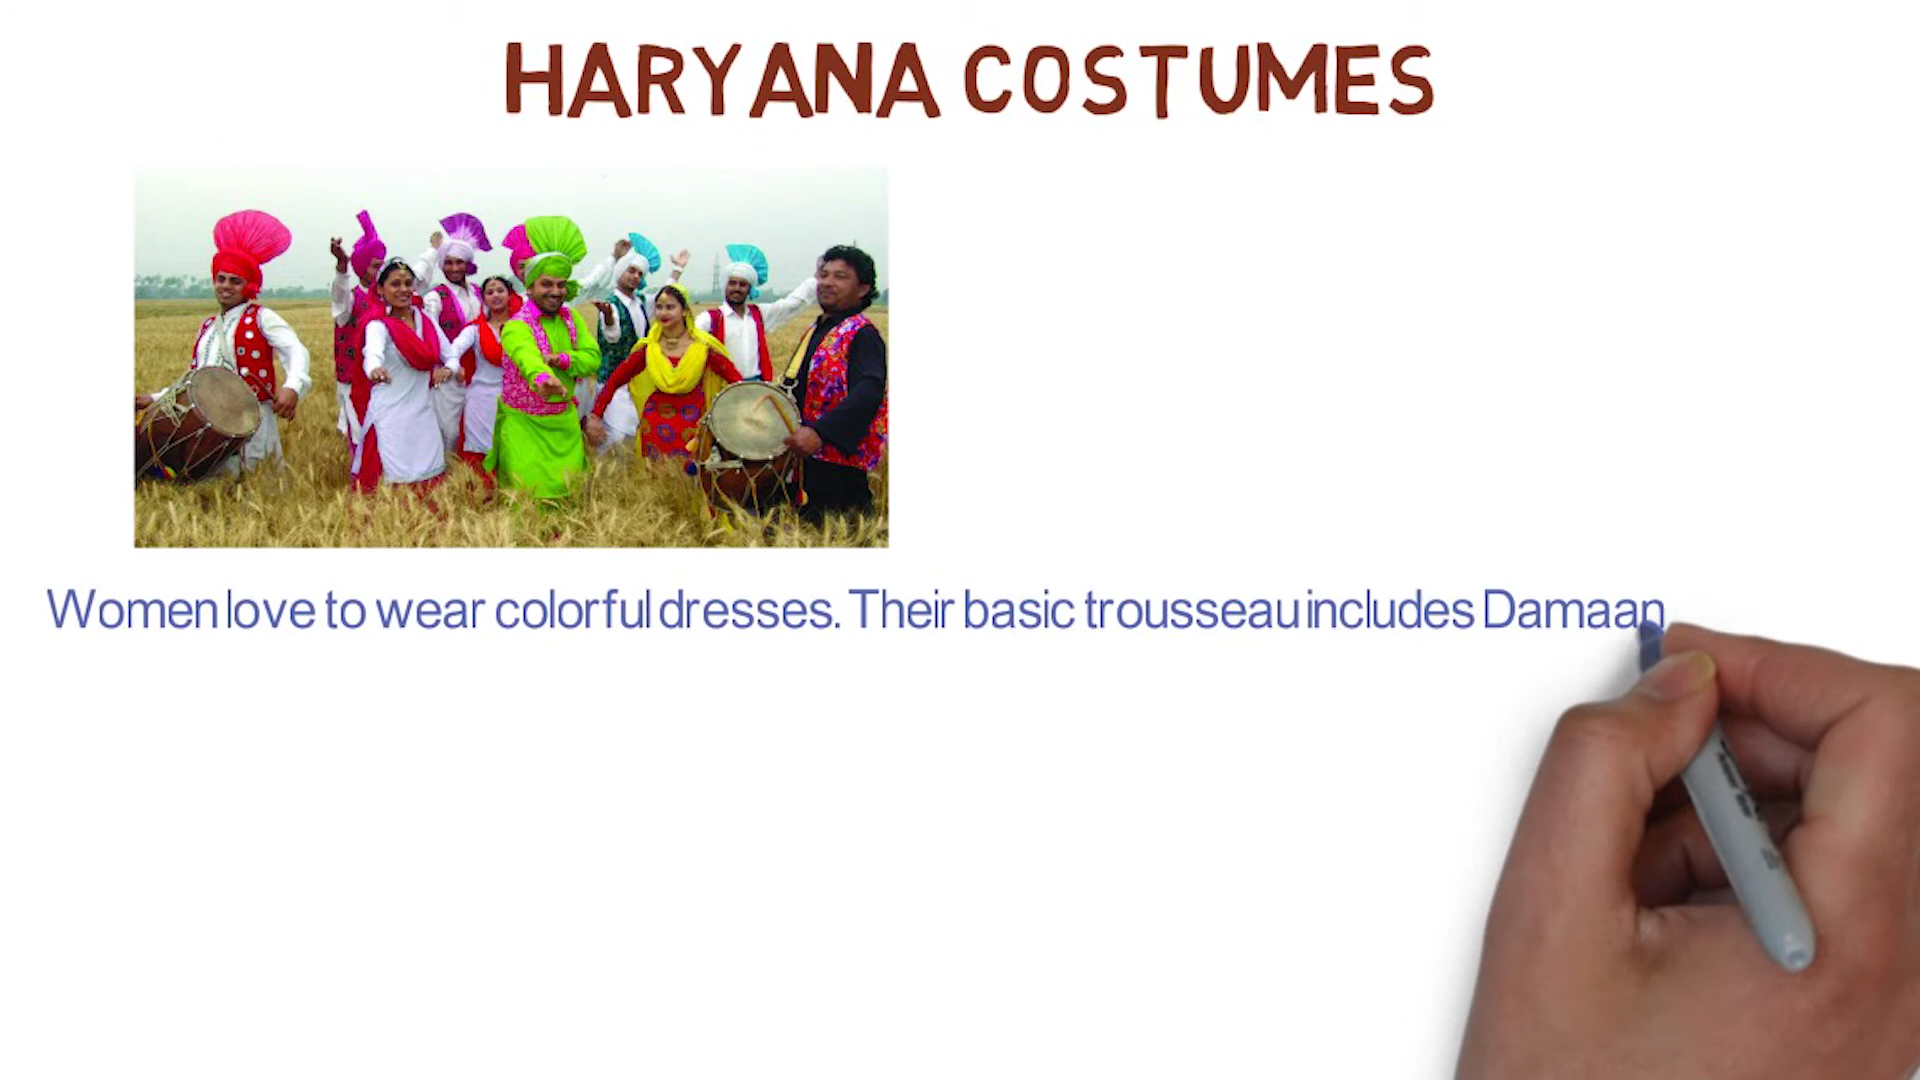 HARYANA COSTUMES
Women love to wear colorful dresses. Their basic trousseau includes Damaan